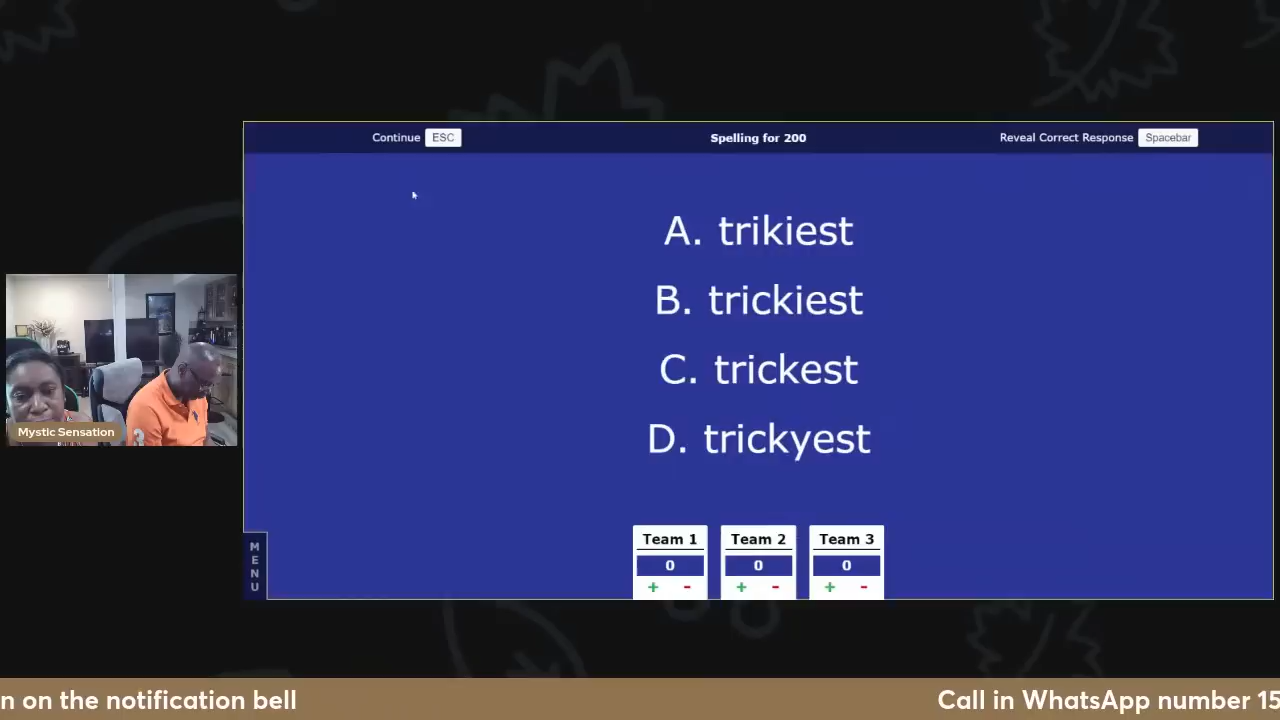 Continue ESC
Spelling for 200
Reveal Correct Response Spacebar
A. trikiest
B. trickiest
C. trickest
D. trickyest
Mystic Sensation
3
MENU
Team 1
0
+ -
Team 2
0
+ -
Team 3
0
+ -
n on the notification bell
Call in WhatsApp number 15